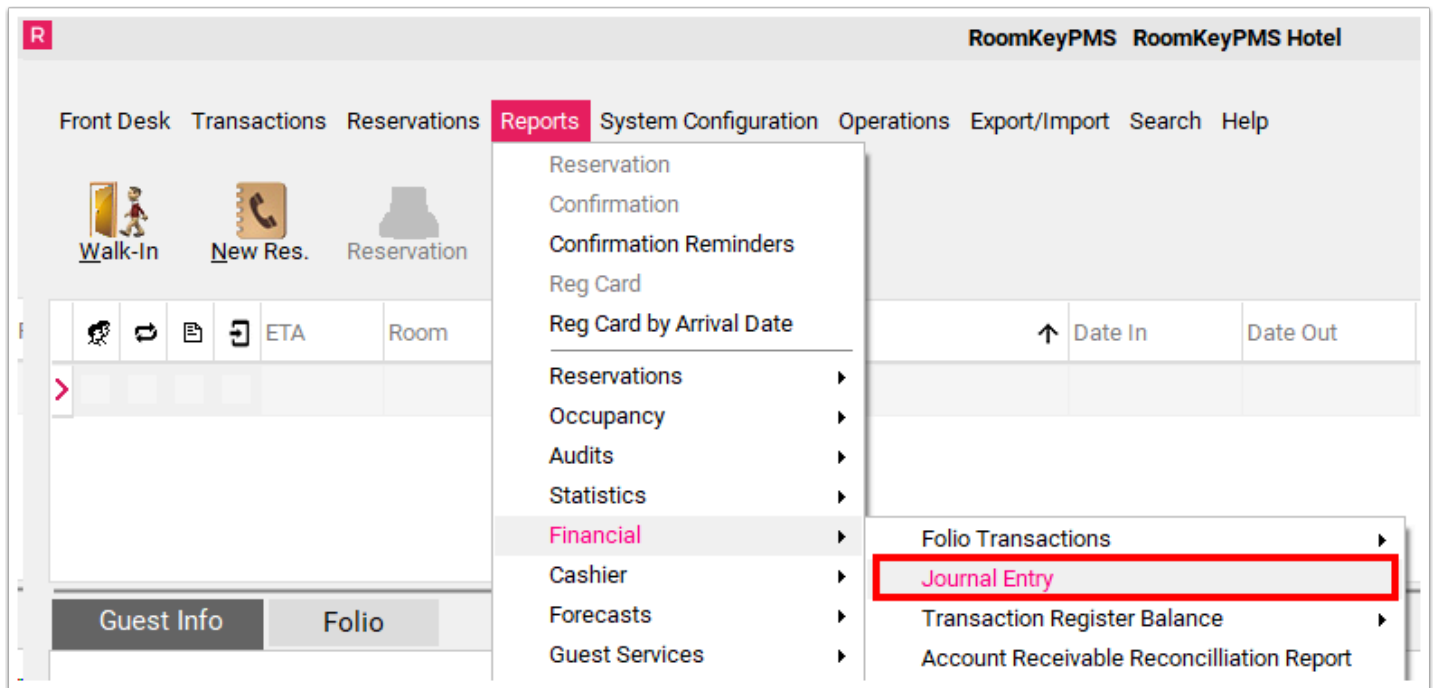 R
RoomKeyPMS RoomKeyPMS Hotel
Front Desk Transactions Reservations Reports System Configuration Operations Export/Import Search Help
Reservation
Confirmation
Confirmation Reminders
Reg Card
Reg Card by Arrival Date
Reservations
Occupancy
Audits
Statistics
Financial
Cashier
Forecasts
Guest Services
Walk-In New Res. Reservation
ETA Room Date In Date Out
Folio Transactions
Journal Entry
Transaction Register Balance
Account Receivable Reconcilliation Report
Guest Info Folio